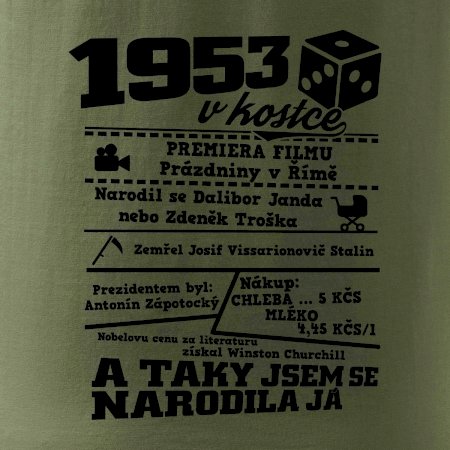 1953
v kostce
PREMIERA FILMU
Prázdniny v Římě
Narodil se Dalibor Janda
nebo Zdeněk Troška
Zemřel Josif Vissarionovič Stalin
Prezidentem byl:
Antonín Zápotocký
Nákup:
CHLEBA ... 5 KČS
MLÉKO
4,45 KČS/l
Nobelovu cenu za literaturu
získal Winston Churchill
A TAKY JSEM SE
NARODILA JÁ